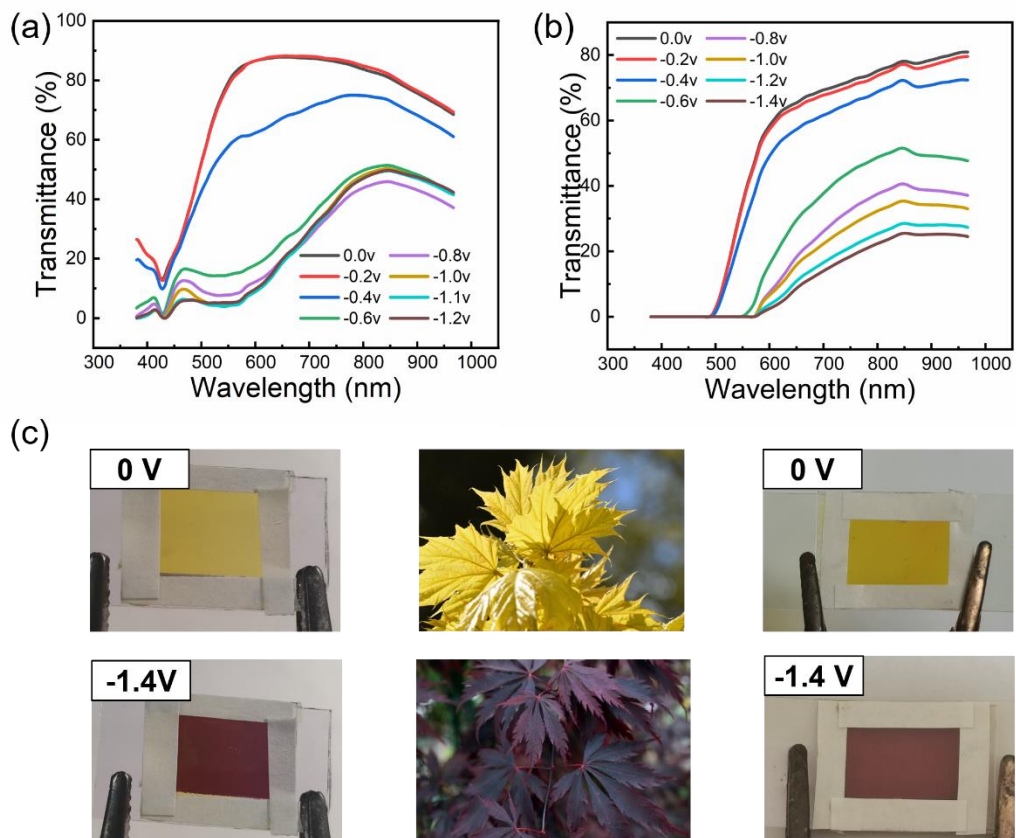 (a)
100
80
60
40
20
0
Transmittance (%)
0.0v -0.8v
-0.2v -1.0v
-0.4v -1.1v
-0.6v -1.2v
300 400 500 600 700 800 900 1000
Wavelength (nm)
(b)
80
60
40
20
0
Transmittance (%)
0.0v -0.8v
-0.2v -1.0v
-0.4v -1.2v
-0.6v -1.4v
300 400 500 600 700 800 900 1000
Wavelength (nm)
(c)
0 V
0 V
-1.4V
-1.4 V